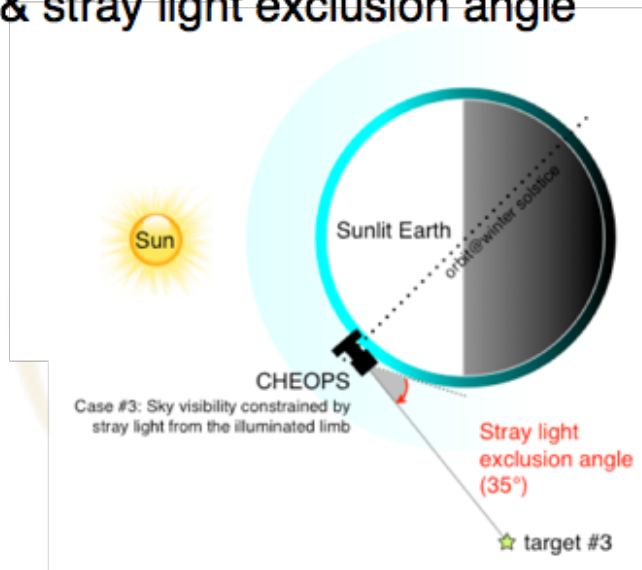 & stray light exclusion angle
Sun
Sunlit Earth
orbit@winter solstice
CHEOPS
Case #3: Sky visibility constrained by
stray light from the illuminated limb
Stray light
exclusion angle
(35°)
target #3